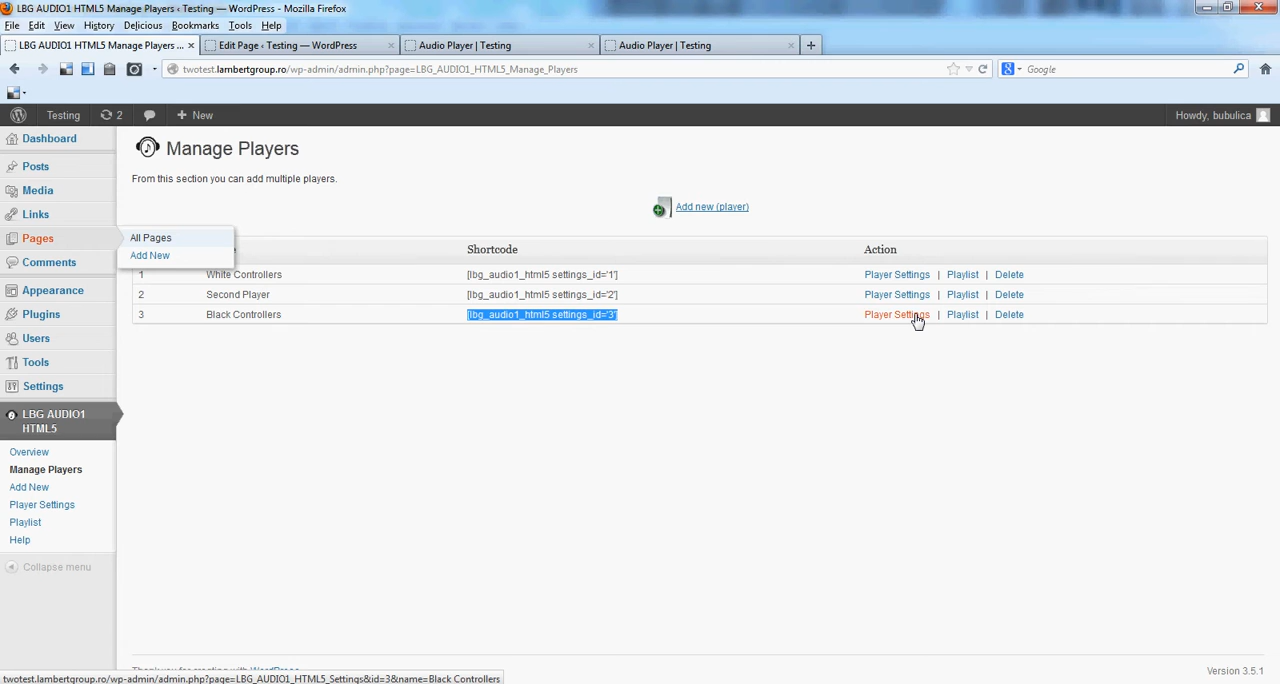 LBG AUDIO1 HTML5 Manage Players ‹ Testing — WordPress - Mozilla Firefox
File Edit View History Delicious Bookmarks Tools Help
LBG AUDIO1 HTML5 Manage Players ... × Edit Page ‹ Testing — WordPress × Audio Player | Testing × Audio Player | Testing × +
twotest.lambertgroup.ro/wp-admin/admin.php?page=LBG_AUDIO1_HTML5_Manage_Players Google
Testing 2 + New Howdy, bubulica
Dashboard
Posts
Media
Links
Pages
Comments
Appearance
Plugins
Users
Tools
Settings
LBG AUDIO1
HTML5
Overview
Manage Players
Add New
Player Settings
Playlist
Help
Collapse menu
All Pages
Add New
Manage Players
From this section you can add multiple players.
Add new (player)
Shortcode Action
1 White Controllers [lbg_audio1_html5 settings_id='1'] Player Settings | Playlist | Delete
2 Second Player [lbg_audio1_html5 settings_id='2'] Player Settings | Playlist | Delete
3 Black Controllers [lbg_audio1_html5 settings_id='3'] Player Settings | Playlist | Delete
Thank you for creating with WordPress
Version 3.5.1
twotest.lambertgroup.ro/wp-admin/admin.php?page=LBG_AUDIO1_HTML5_Settings&id=3&name=Black Controllers